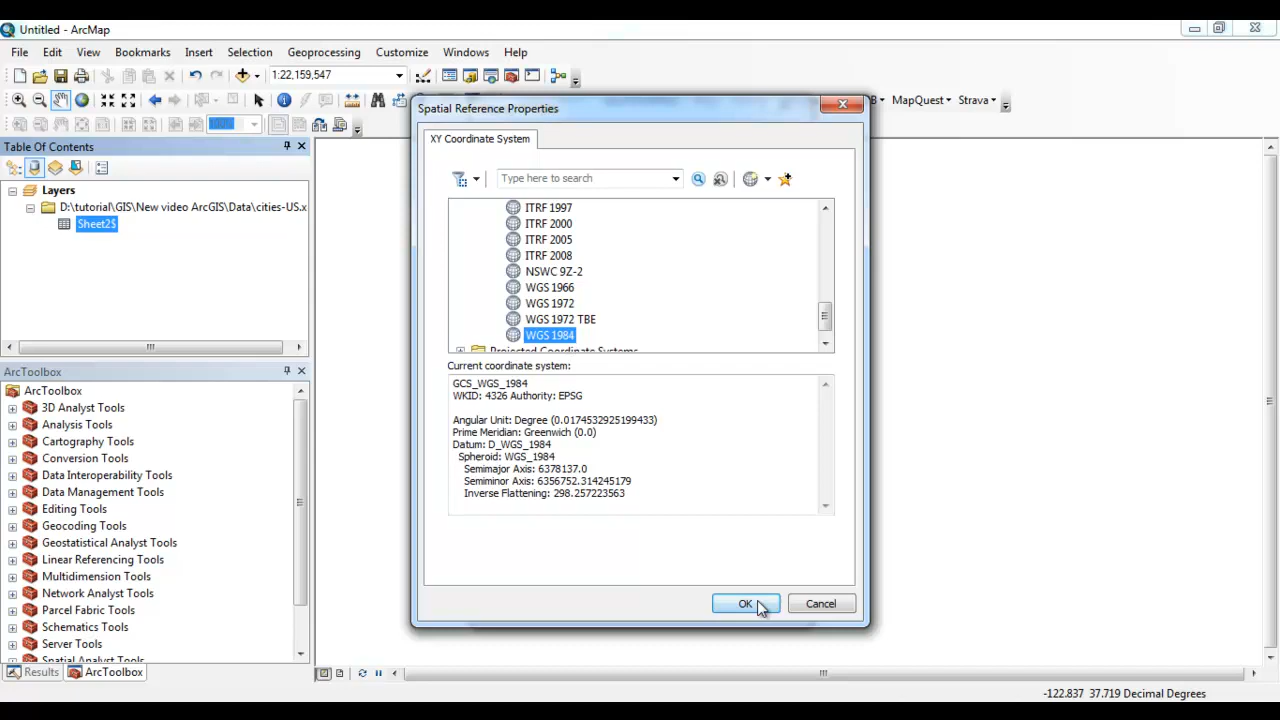 Untitled - ArcMap
File Edit View Bookmarks Insert Selection Geoprocessing Customize Windows Help
1:22,159,547
B MapQuest Strava
100%
Table Of Contents
Layers
D:\tutorial\GIS\New video ArcGIS\Data\cities-US.x
Sheet2$
ArcToolbox
ArcToolbox
3D Analyst Tools
Analysis Tools
Cartography Tools
Conversion Tools
Data Interoperability Tools
Data Management Tools
Editing Tools
Geocoding Tools
Geostatistical Analyst Tools
Linear Referencing Tools
Multidimension Tools
Network Analyst Tools
Parcel Fabric Tools
Schematics Tools
Server Tools
Spatial Analyst Tools
Results ArcToolbox
Spatial Reference Properties
XY Coordinate System
Type here to search
ITRF 1997
ITRF 2000
ITRF 2005
ITRF 2008
NSWC 9Z-2
WGS 1966
WGS 1972
WGS 1972 TBE
WGS 1984
Projected Coordinate Systems
Current coordinate system:
GCS_WGS_1984
WKID: 4326 Authority: EPSG
Angular Unit: Degree (0.0174532925199433)
Prime Meridian: Greenwich (0.0)
Datum: D_WGS_1984
Spheroid: WGS_1984
Semimajor Axis: 6378137.0
Semiminor Axis: 6356752.314245179
Inverse Flattening: 298.257223563
OK Cancel
-122.837 37.719 Decimal Degrees